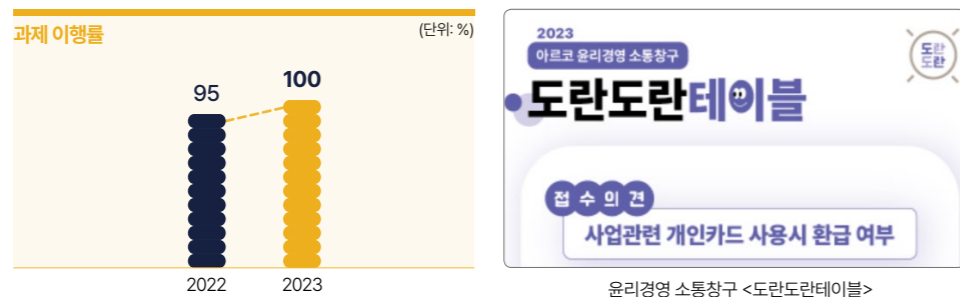 과제 이행률
(단위: %)
95
100
2022
2023
2023
아르코 윤리경영 소통창구
도란도란테이블
도란
도란
접수의견
사업관련 개인카드 사용시 환급 여부
윤리경영 소통창구 <도란도란테이블>